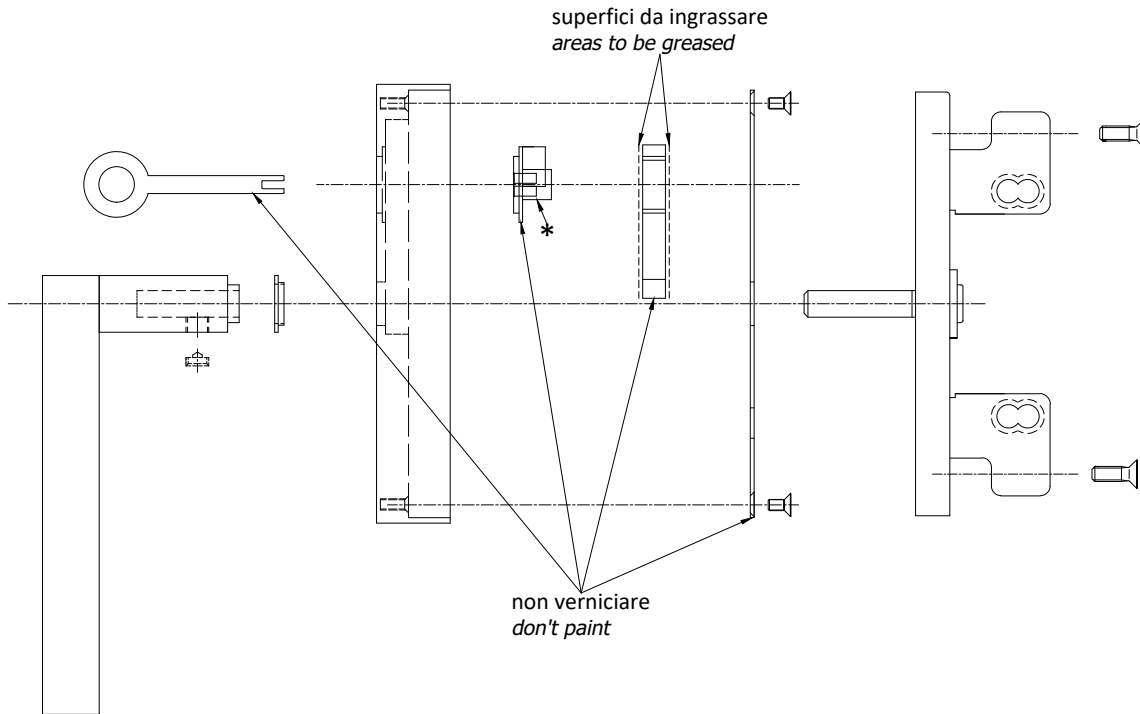 superfici da ingrassare
areas to be greased
*
non verniciare
don't paint